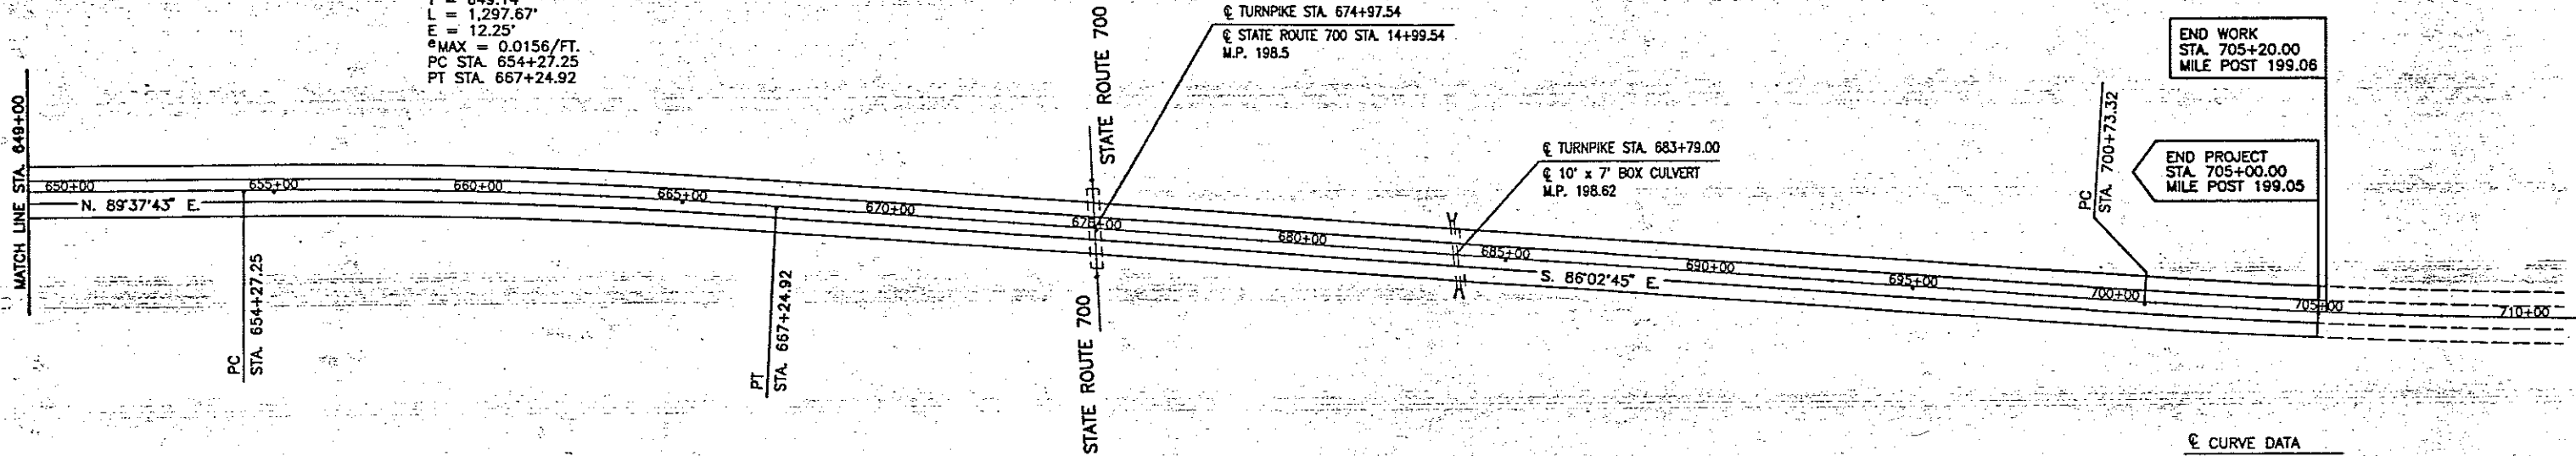 T = 649.14'
L = 1,297.67'
E = 12.25'
eMAX = 0.0156/FT.
PC STA. 654+27.25
PT STA. 667+24.92
STATE ROUTE 700
℄ TURNPIKE STA. 674+97.54
℄ STATE ROUTE 700 STA. 14+99.54
M.P. 198.5
END WORK
STA. 705+20.00
MILE POST 199.06
℄ TURNPIKE STA. 683+79.00
℄ 10' x 7' BOX CULVERT
M.P. 198.62
PC
STA. 700+73.32
END PROJECT
STA. 705+00.00
MILE POST 199.05
MATCH LINE STA. 649+00
650+00
655+00
660+00
665+00
670+00
675+00
680+00
685+00
690+00
695+00
700+00
705+00
710+00
N. 89°37'43" E.
S. 86°02'45" E.
PC
STA. 654+27.25
PT
STA. 667+24.92
STATE ROUTE 700
℄ CURVE DATA